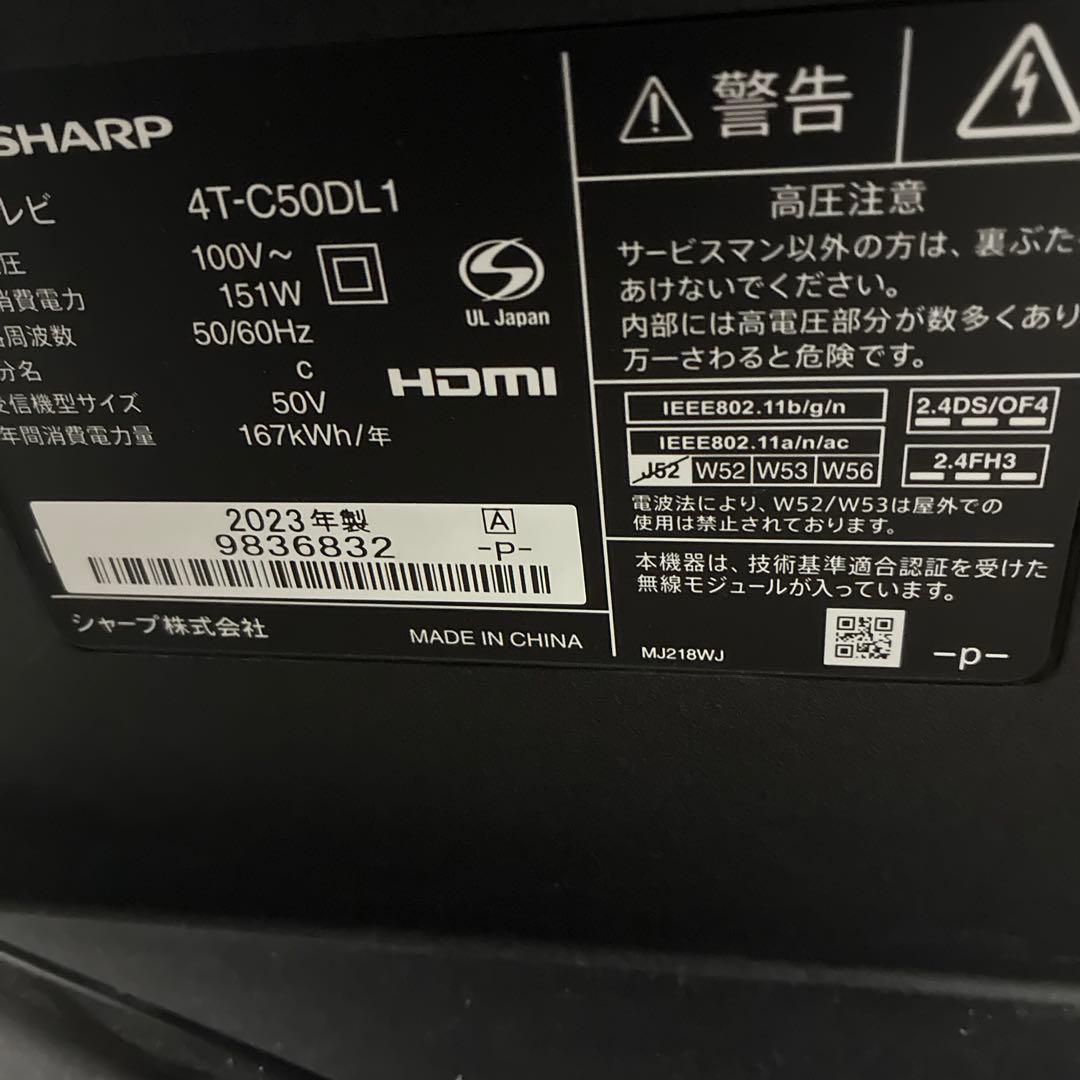 SHARP
レビ 4T-C50DL1
圧 100V～
消費電力 151W
周波数 50/60Hz
分名 C
受信機型サイズ 50V
年間消費電力量 167kWh/年
UL Japan
HDMI
2023年製 A
9836832 -P-
シャープ株式会社
MADE IN CHINA
警告
高圧注意
サービスマン以外の方は、裏ぶた
あけないでください。
内部には高電圧部分が数多くあり
万一さわると危険です。
IEEE802.11b/g/n
IEEE802.11a/n/ac
J52 W52 W53 W56
2.4DS/OF4
2.4FH3
電波法により、W52/W53は屋外での
使用は禁止されております。
本機器は、技術基準適合認証を受けた
無線モジュールが入っています。
MJ218WJ
-p-